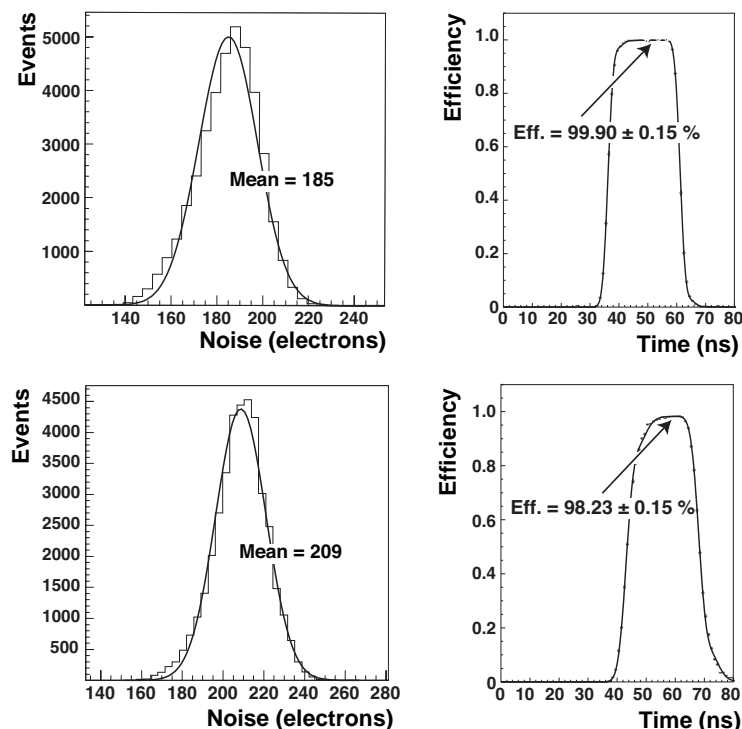 Events
5000
4000
3000
2000
1000
Mean = 185
140 160 180 200 220 240
Noise (electrons)
Efficiency
1.0
0.8
0.6
0.4
0.2
0
Eff. = 99.90 ± 0.15 %
0 10 20 30 40 50 60 70 80
Time (ns)
Events
4500
4000
3500
3000
2500
2000
1500
1000
500
Mean = 209
140 160 180 200 220 240 260 280
Noise (electrons)
Efficiency
1.0
0.8
0.6
0.4
0.2
0
Eff. = 98.23 ± 0.15 %
0 10 20 30 40 50 60 70 80
Time (ns)